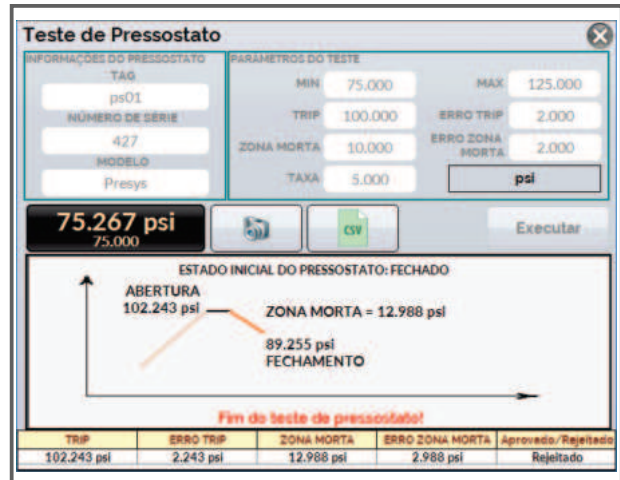 Teste de Pressostato
INFORMAÇÕES DO PRESSOSTATO
TAG
ps01
NÚMERO DE SÉRIE
427
MODELO
Presys
PARÂMETROS DO TESTE
MIN 75.000 MAX 125.000
TRIP 100.000 ERRO TRIP 2.000
ZONA MORTA 10.000 ERRO ZONA MORTA 2.000
TAXA 5.000 psi
75.267 psi
75.000
CSV
Executar
ESTADO INICIAL DO PRESSOSTATO: FECHADO
ABERTURA
102.243 psi
ZONA MORTA = 12.988 psi
89.255 psi
FECHAMENTO
Fim do teste de pressostato!
TRIP ERRO TRIP ZONA MORTA ERRO ZONA MORTA Aprovado/Rejeitado
102.243 psi 2.243 psi 12.988 psi 2.988 psi Rejeitado